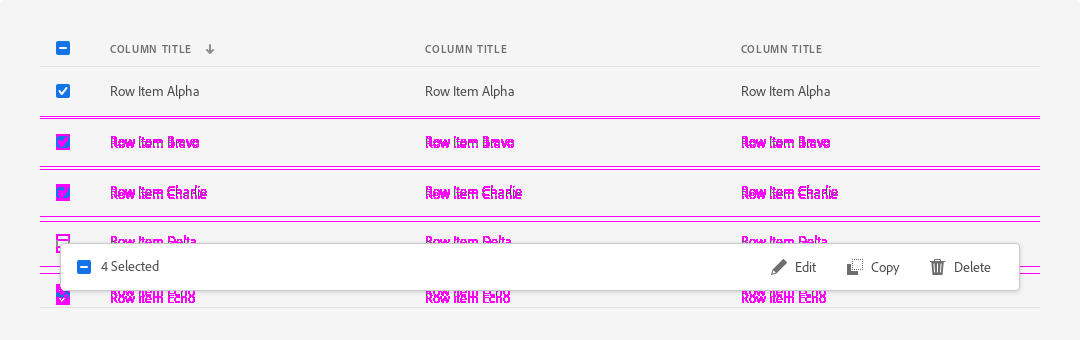 COLUMN TITLE COLUMN TITLE COLUMN TITLE
Row Item Alpha Row Item Alpha Row Item Alpha
Row Item Bravo Row Item Bravo Row Item Bravo
Row Item Charlie Row Item Charlie Row Item Charlie
Row Item Delta Row Item Delta Row Item Delta
4 Selected Edit Copy Delete
Row Item Echo Row Item Echo Row Item Echo